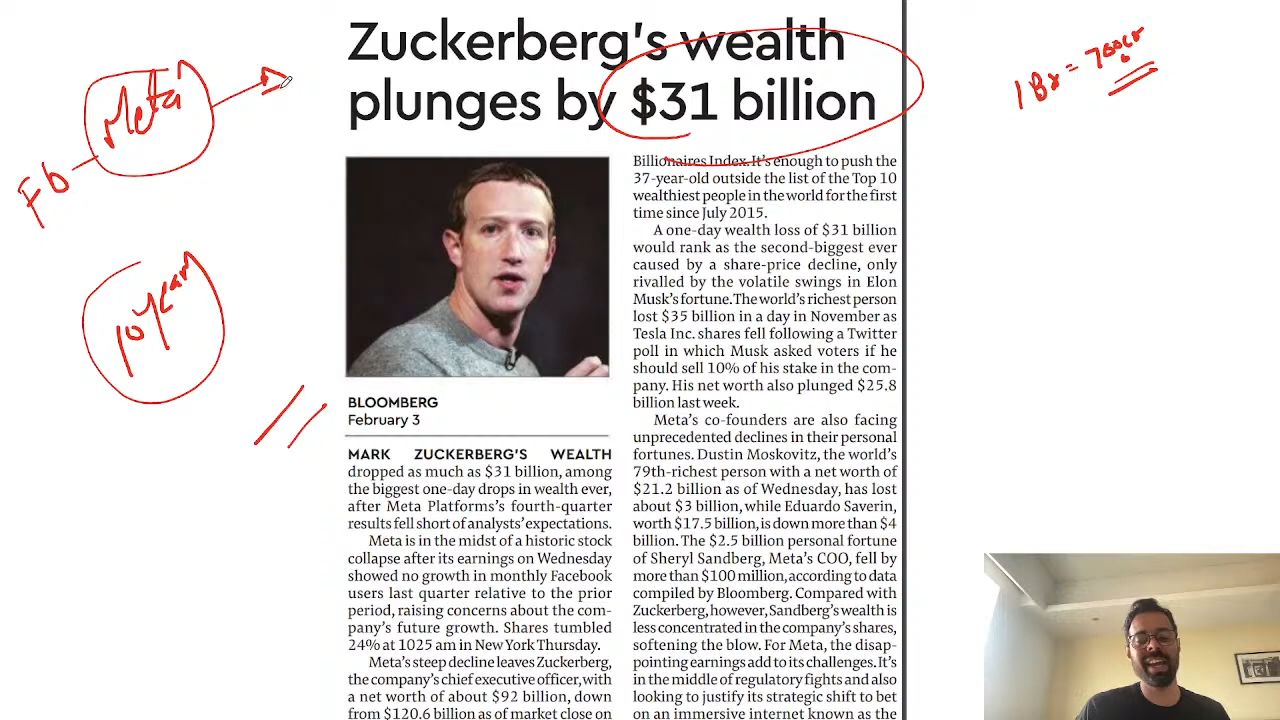 Zuckerberg's wealth
plunges by $31 billion
Meta
Fb
10 year
1 Bn = 7000cr
BLOOMBERG
February 3
MARK ZUCKERBERG'S WEALTH
dropped as much as $31 billion, among
the biggest one-day drops in wealth ever,
after Meta Platforms's fourth-quarter
results fell short of analysts' expectations.
Meta is in the midst of a historic stock
collapse after its earnings on Wednesday
showed no growth in monthly Facebook
users last quarter relative to the prior
period, raising concerns about the com-
pany's future growth. Shares tumbled
24% at 1025 am in New York Thursday.
Meta's steep decline leaves Zuckerberg,
the company's chief executive officer, with
a net worth of about $92 billion, down
from $120.6 billion as of market close on
Billionaires Index. It's enough to push the
37-year-old outside the list of the Top 10
wealthiest people in the world for the first
time since July 2015.
A one-day wealth loss of $31 billion
would rank as the second-biggest ever
caused by a share-price decline, only
rivalled by the volatile swings in Elon
Musk's fortune. The world's richest person
lost $35 billion in a day in November as
Tesla Inc. shares fell following a Twitter
poll in which Musk asked voters if he
should sell 10% of his stake in the com-
pany. His net worth also plunged $25.8
billion last week.
Meta's co-founders are also facing
unprecedented declines in their personal
fortunes. Dustin Moskovitz, the world's
79th-richest person with a net worth of
$21.2 billion as of Wednesday, has lost
about $3 billion, while Eduardo Saverin,
worth $17.5 billion, is down more than $4
billion. The $2.5 billion personal fortune
of Sheryl Sandberg, Meta's COO, fell by
more than $100 million, according to data
compiled by Bloomberg. Compared with
Zuckerberg, however, Sandberg's wealth is
less concentrated in the company's shares,
softening the blow. For Meta, the disap-
pointing earnings add to its challenges. It's
in the middle of regulatory fights and also
looking to justify its strategic shift to bet
on an immersive internet known as the